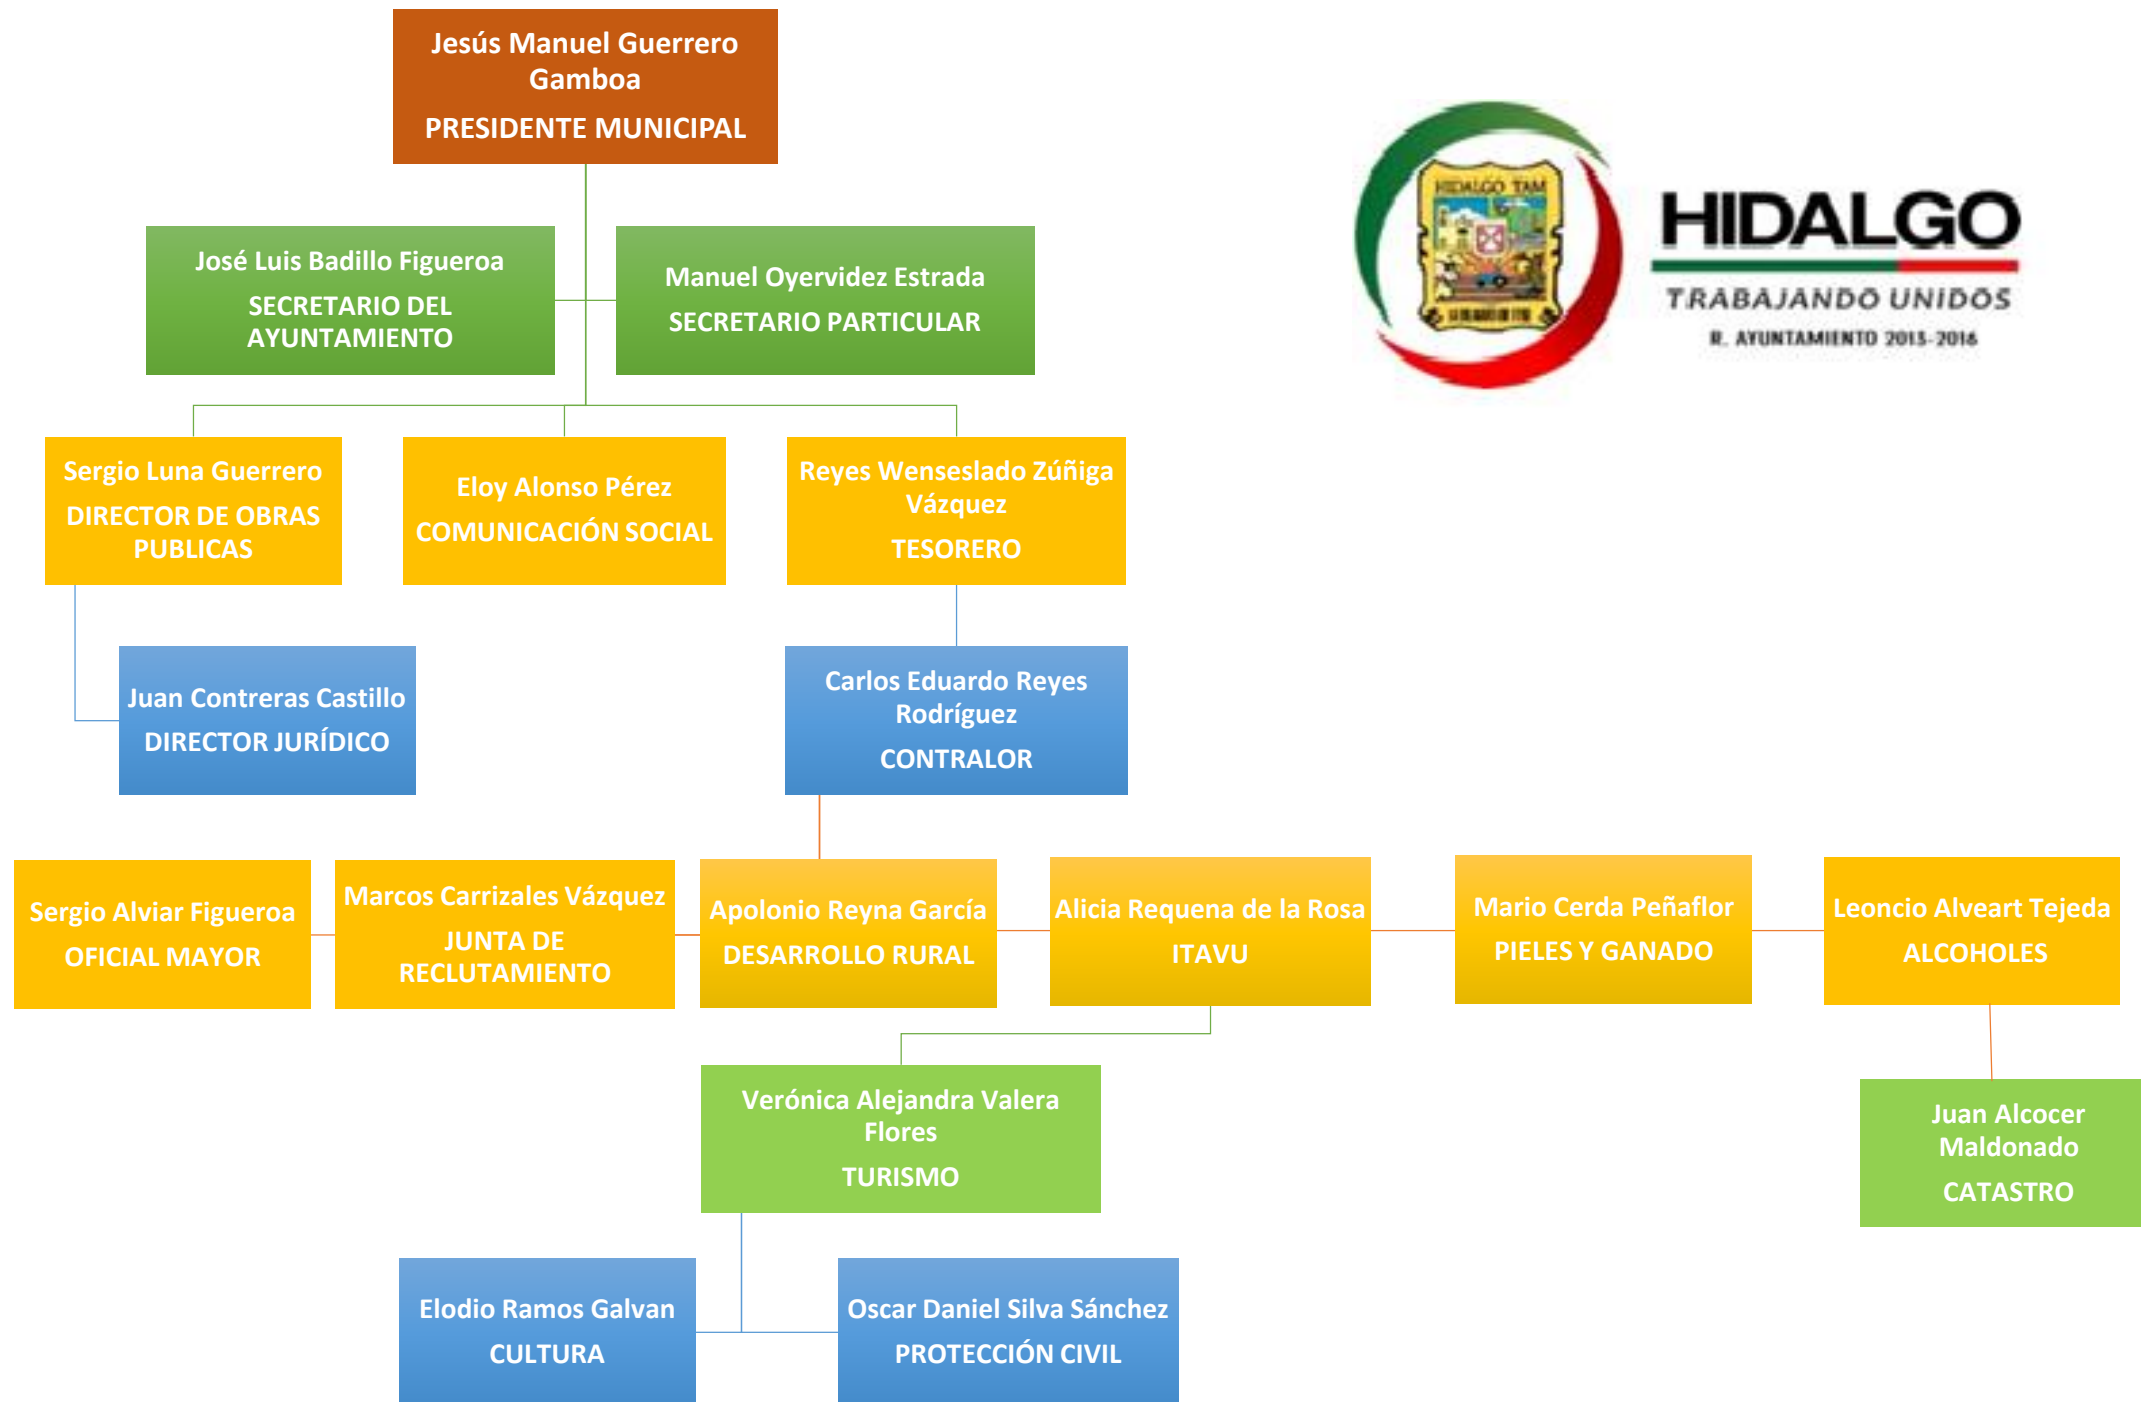 Jesús Manuel Guerrero
Gamboa
PRESIDENTE MUNICIPAL
HIDALGO TAM
HIDALGO
TRABAJANDO UNIDOS
R. AYUNTAMIENTO 2013-2016
José Luis Badillo Figueroa
SECRETARIO DEL
AYUNTAMIENTO
Manuel Oyervidez Estrada
SECRETARIO PARTICULAR
Sergio Luna Guerrero
DIRECTOR DE OBRAS
PUBLICAS
Eloy Alonso Pérez
COMUNICACIÓN SOCIAL
Reyes Wenseslado Zúñiga
Vázquez
TESORERO
Juan Contreras Castillo
DIRECTOR JURÍDICO
Carlos Eduardo Reyes
Rodríguez
CONTRALOR
Sergio Alviar Figueroa
OFICIAL MAYOR
Marcos Carrizales Vázquez
JUNTA DE
RECLUTAMIENTO
Apolonio Reyna García
DESARROLLO RURAL
Alicia Requena de la Rosa
ITAVU
Mario Cerda Peñaflor
PIELES Y GANADO
Leoncio Alveart Tejeda
ALCOHOLES
Verónica Alejandra Valera
Flores
TURISMO
Juan Alcocer
Maldonado
CATASTRO
Elodio Ramos Galvan
CULTURA
Oscar Daniel Silva Sánchez
PROTECCIÓN CIVIL